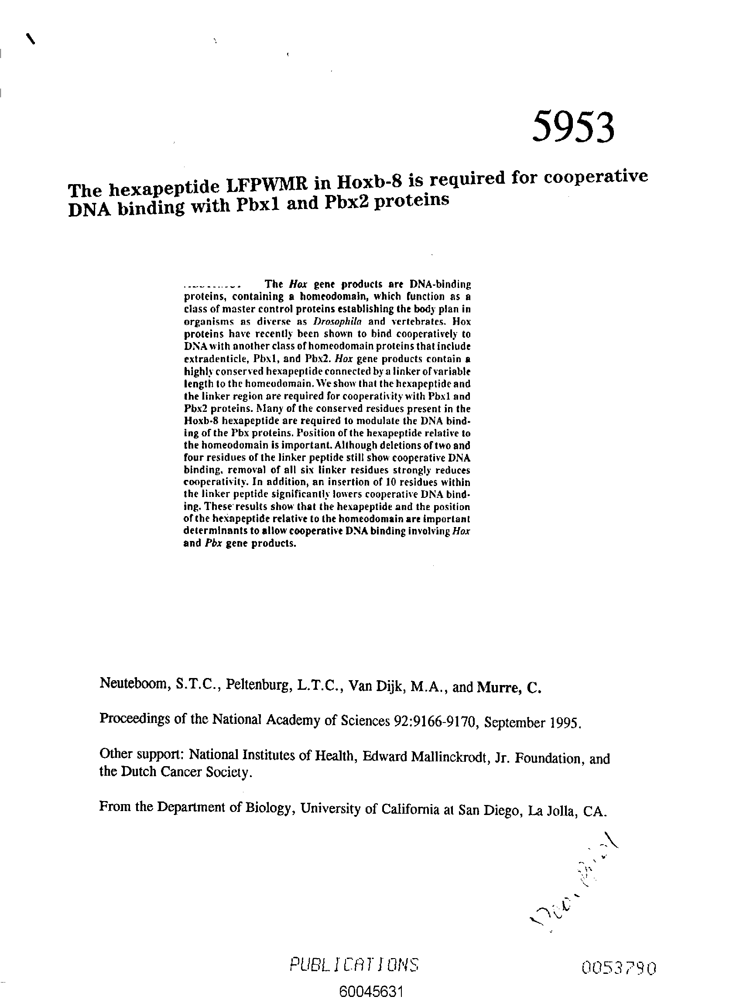 5953
The hexapeptide LFPWMR in Hoxb-8 is required for cooperative
DNA binding with Pbx1 and Pbx2 proteins
The Hox gene products are DNA-binding
proteins, containing a homeodomain, which function as a
class of master control proteins establishing the body plan in
organisms as diverse as Drosophila and vertebrates. Hox
proteins have recently been shown to bind cooperatively to
DNA with another class of homeodomain proteins that include
extradenticle, Pbx1, and Pbx2. Hox gene products contain a
highly conserved hexapeptide connected by a linker of variable
length to the homeodomain. We show that the hexapeptide and
the linker region are required for cooperativity with Pbx1 and
Pbx2 proteins. Many of the conserved residues present in the
Hoxb-8 hexapeptide are required to modulate the DNA bind-
ing of the Pbx proteins. Position of the hexapeptide relative to
the homeodomain is important. Although deletions of two and
four residues of the linker peptide still show cooperative DNA
binding, removal of all six linker residues strongly reduces
cooperativity. In addition, an insertion of 10 residues within
the linker peptide significantly lowers cooperative DNA bind-
ing. These results show that the hexapeptide and the position
of the hexapeptide relative to the homeodomain are important
determinants to allow cooperative DNA binding involving Hox
and Pbx gene products.
Neuteboom, S.T.C., Peltenburg, L.T.C., Van Dijk, M.A., and Murre, C.
Proceedings of the National Academy of Sciences 92:9166-9170, September 1995.
Other support: National Institutes of Health, Edward Mallinckrodt, Jr. Foundation, and
the Dutch Cancer Society.
From the Department of Biology, University of California at San Diego, La Jolla, CA.
PUBLICATIONS
0053790
60045631